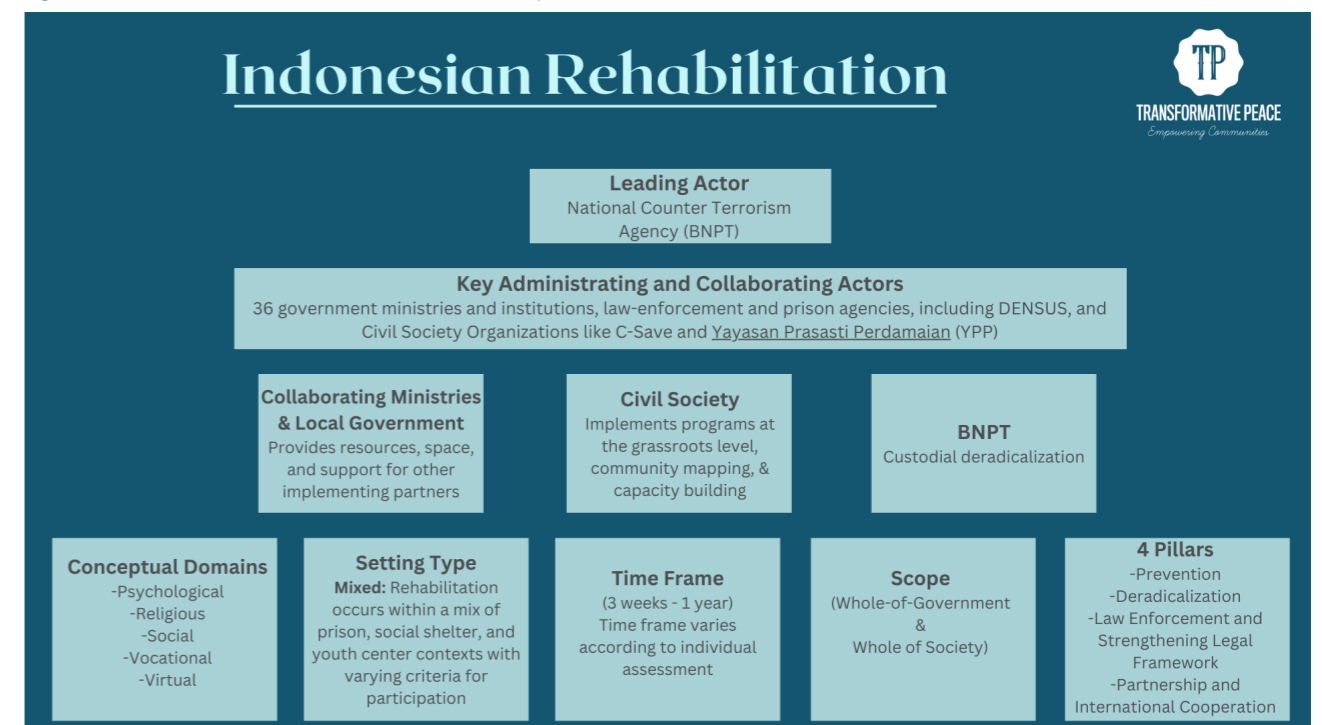 Indonesian Rehabilitation
TP
TRANSFORMATIVE PEACE
Empowering Communities
Leading Actor
National Counter Terrorism
Agency (BNPT)
Key Administrating and Collaborating Actors
36 government ministries and institutions, law-enforcement and prison agencies, including DENSUS, and
Civil Society Organizations like C-Save and Yayasan Prasasti Perdamaian (YPP)
Collaborating Ministries
& Local Government
Provides resources, space,
and support for other
implementing partners
Civil Society
Implements programs at
the grassroots level,
community mapping, &
capacity building
BNPT
Custodial deradicalization
Conceptual Domains
-Psychological
-Religious
-Social
-Vocational
-Virtual
Setting Type
Mixed: Rehabilitation
occurs within a mix of
prison, social shelter, and
youth center contexts with
varying criteria for
participation
Time Frame
(3 weeks - 1 year)
Time frame varies
according to individual
assessment
Scope
(Whole-of-Government
&
Whole of Society)
4 Pillars
-Prevention
-Deradicalization
-Law Enforcement and
Strengthening Legal
Framework
-Partnership and
International Cooperation